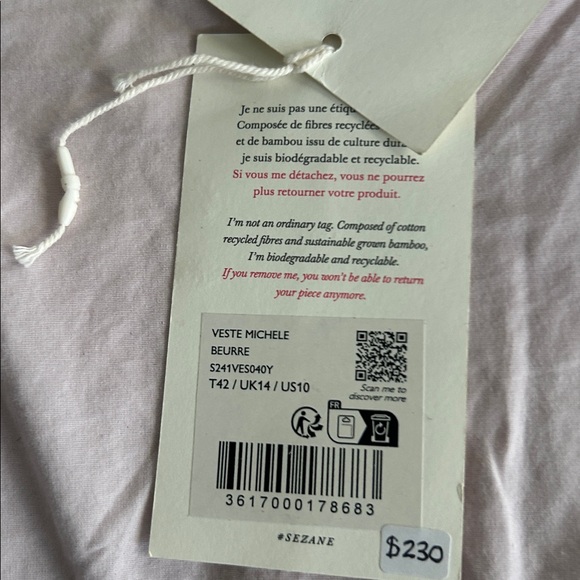 Je ne suis pas une
Composée de fibres
et de bambou issu de culture
je suis biodégradable et recyclable.
Si vous me détachez, vous ne pourrez
plus retourner votre produit.
I'm not an ordinary tag. Composed of cotton
recycled fibres and sustainable grown bamboo,
I'm biodegradable and recyclable.
If you remove me, you won't be able to return
your piece anymore.
VESTE MICHELE
BEURRE
S241VES040Y
T42 / UK14 / US10
Scan me to
discover more
FR
3617000178683
#SEZANE
$230